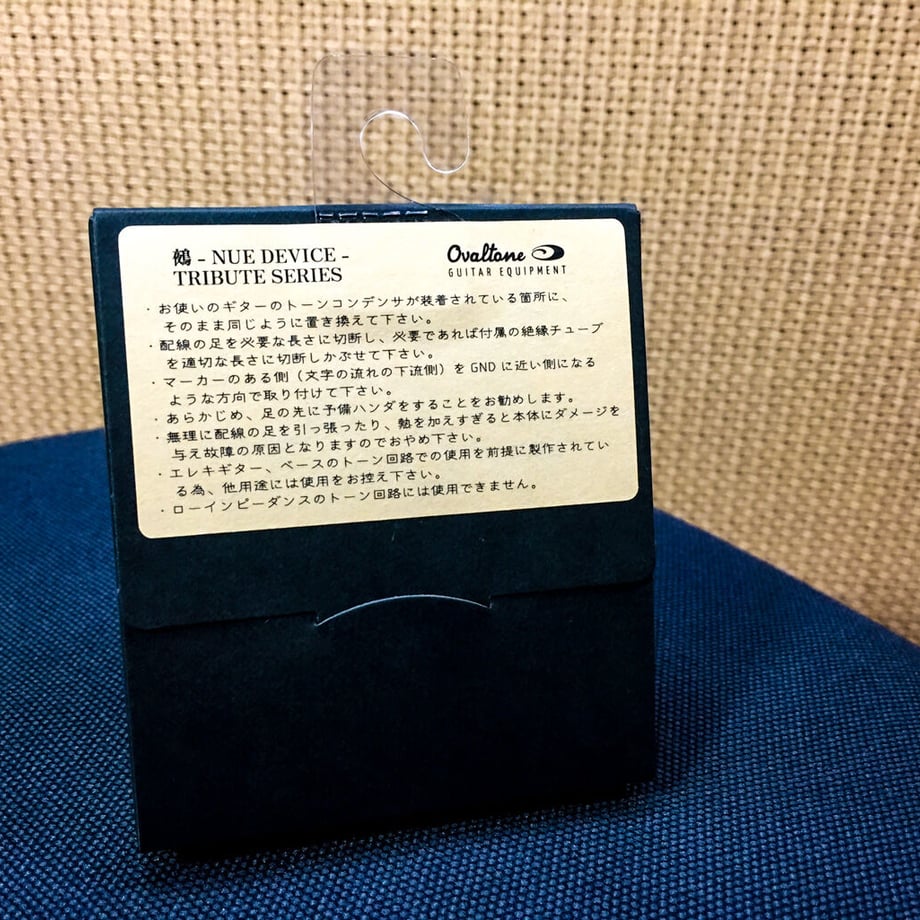 鵺 - NUE DEVICE -
TRIBUTE SERIES
Ovaltone
GUITAR EQUIPMENT
・お使いのギターのトーンコンデンサが装着されている箇所に、
そのまま同じように置き換えて下さい。
・配線の足を必要な長さに切断し、必要であれば付属の絶縁チューブ
を適切な長さに切断しかぶせて下さい。
・マーカーのある側（文字の流れの下流側）をGNDに近い側になる
ような方向で取り付けて下さい。
・あらかじめ、足の先に予備ハンダをすることをお勧めします。
・無理に配線の足を引っ張ったり、熱を加えすぎると本体にダメージを
与え故障の原因となりますのでおやめ下さい。
・エレキギター、ベースのトーン回路での使用を前提に製作されてい
る為、他用途には使用をお控え下さい。
・ローインピーダンスのトーン回路には使用できません。